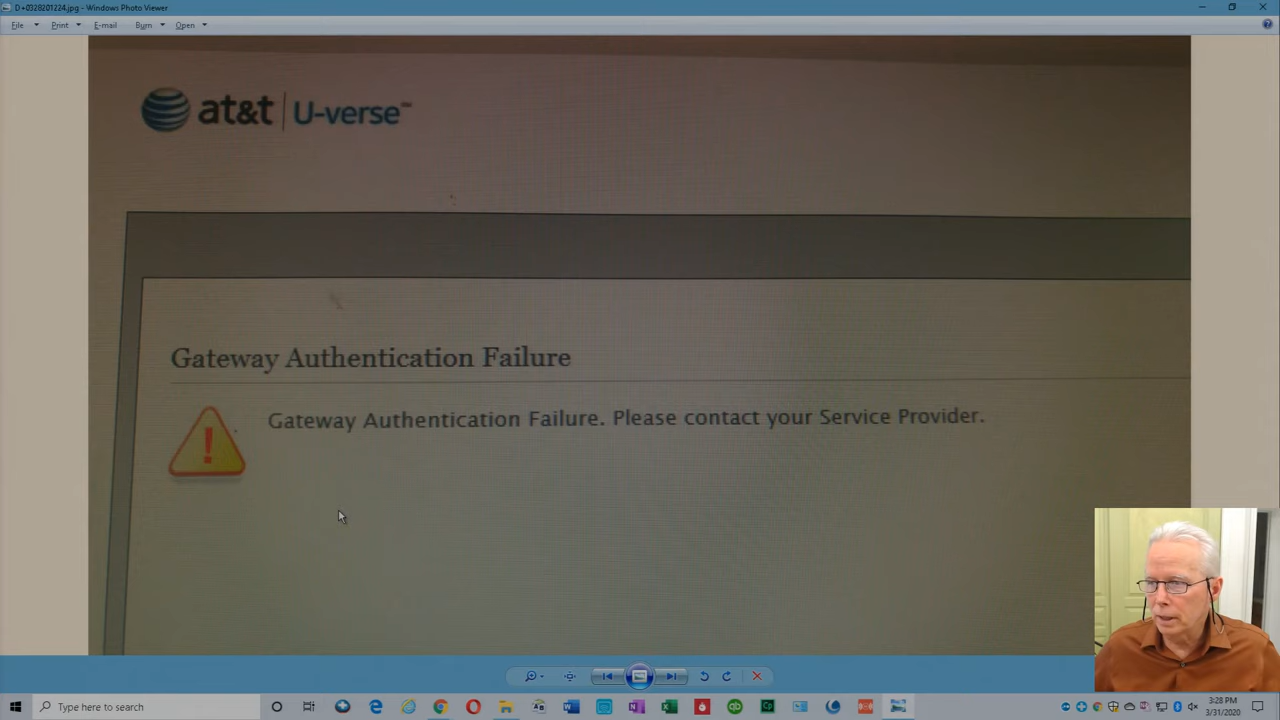 D+0328201224.jpg - Windows Photo Viewer
File Print E-mail Burn Open
at&t U-verse™
Gateway Authentication Failure
Gateway Authentication Failure. Please contact your Service Provider.
Type here to search
3:28 PM
3/31/2020